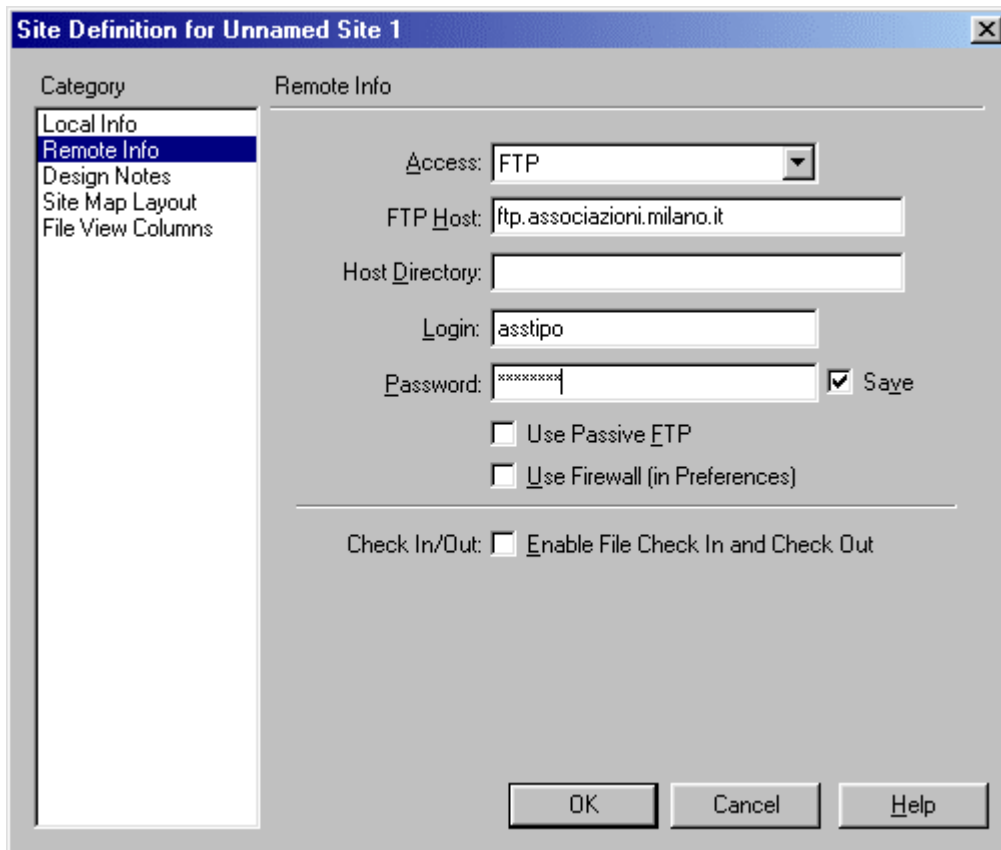 Site Definition for Unnamed Site 1
Category
Local Info
Remote Info
Design Notes
Site Map Layout
File View Columns
Remote Info
Access: FTP
FTP Host: ftp.associazioni.milano.it
Host Directory:
Login: asstipo
Password: ******** Save
Use Passive FTP
Use Firewall (in Preferences)
Check In/Out: Enable File Check In and Check Out
OK Cancel Help